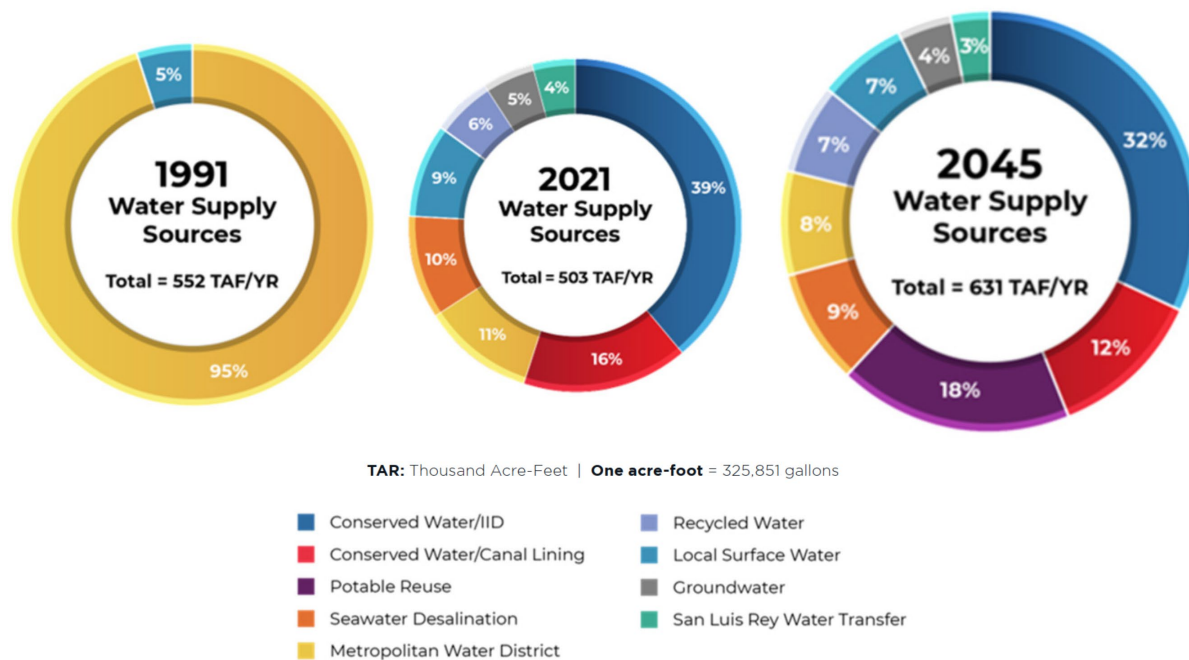 5%
1991
Water Supply
Sources
Total = 552 TAF/YR
95%
4%
5%
6%
9%
10%
11%
16%
39%
2021
Water Supply
Sources
Total = 503 TAF/YR
3%
4%
7%
7%
8%
9%
18%
12%
32%
2045
Water Supply
Sources
Total = 631 TAF/YR
TAR: Thousand Acre-Feet | One acre-foot = 325,851 gallons
Conserved Water/IID
Conserved Water/Canal Lining
Potable Reuse
Seawater Desalination
Metropolitan Water District
Recycled Water
Local Surface Water
Groundwater
San Luis Rey Water Transfer